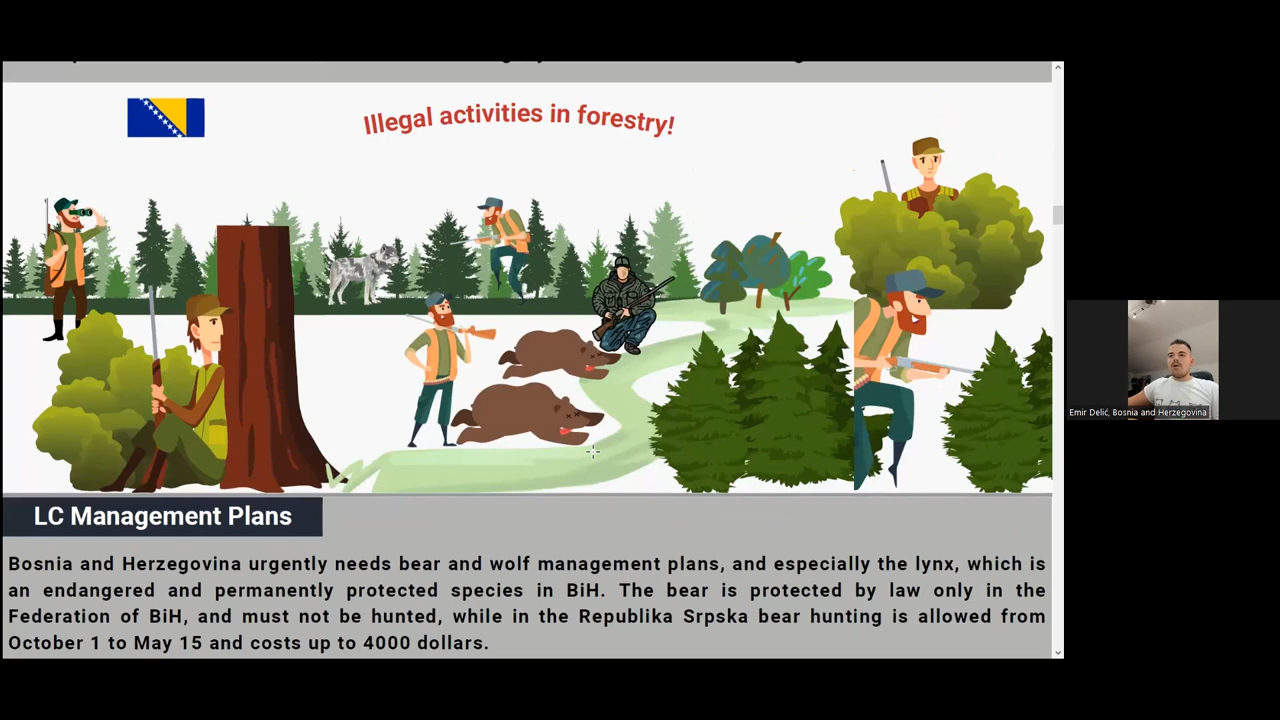 Illegal activities in forestry!
Emir Delić, Bosnia and Herzegovina
LC Management Plans
Bosnia and Herzegovina urgently needs bear and wolf management plans, and especially the lynx, which is
an endangered and permanently protected species in BiH. The bear is protected by law only in the
Federation of BiH, and must not be hunted, while in the Republika Srpska bear hunting is allowed from
October 1 to May 15 and costs up to 4000 dollars.